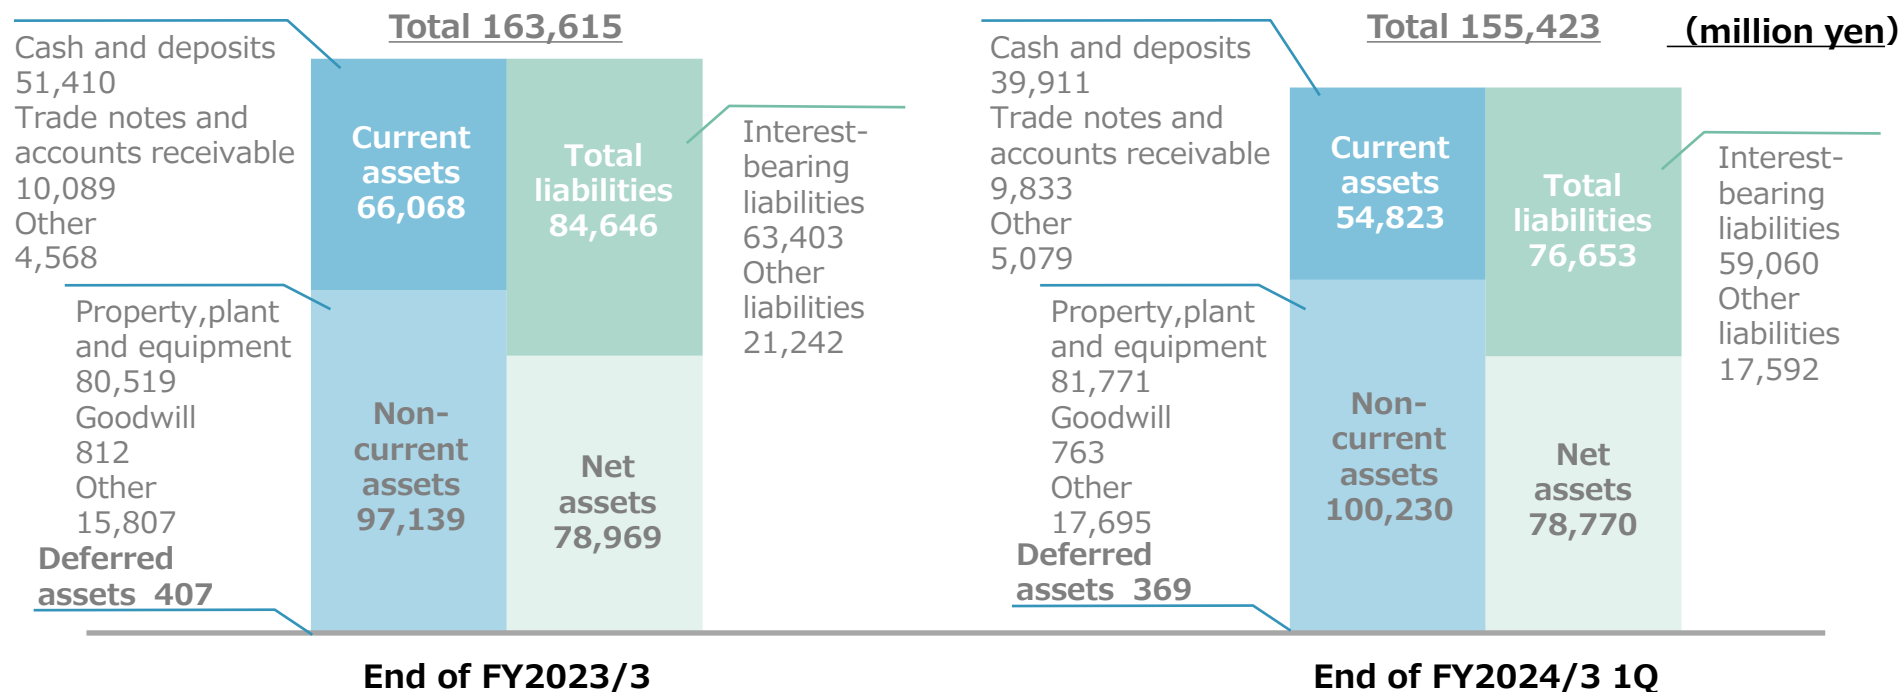 Total 163,615
Cash and deposits
51,410
Trade notes and
accounts receivable
10,089
Other
4,568
Property,plant
and equipment
80,519
Goodwill
812
Other
15,807
Deferred
assets 407
Current
assets
66,068
Non-
current
assets
97,139
Total
liabilities
84,646
Net
assets
78,969
Interest-
bearing
liabilities
63,403
Other
liabilities
21,242
End of FY2023/3
Total 155,423
(million yen)
Cash and deposits
39,911
Trade notes and
accounts receivable
9,833
Other
5,079
Property,plant
and equipment
81,771
Goodwill
763
Other
17,695
Deferred
assets 369
Current
assets
54,823
Non-
current
assets
100,230
Total
liabilities
76,653
Net
assets
78,770
Interest-
bearing
liabilities
59,060
Other
liabilities
17,592
End of FY2024/3 1Q